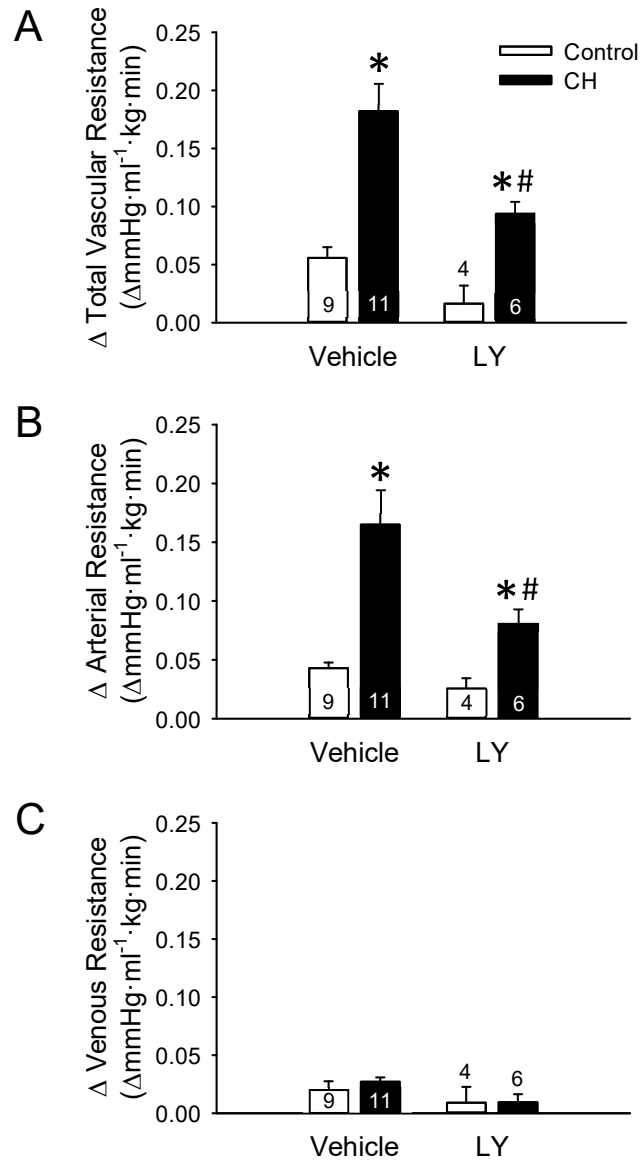 A
Δ Total Vascular Resistance
(ΔmmHg·ml⁻¹·kg·min)
0.25
0.20
0.15
0.10
0.05
0.00
Control
CH
*
*#
9
11
4
6
Vehicle
LY
B
Δ Arterial Resistance
(ΔmmHg·ml⁻¹·kg·min)
0.25
0.20
0.15
0.10
0.05
0.00
*
*#
9
11
4
6
Vehicle
LY
C
Δ Venous Resistance
(ΔmmHg·ml⁻¹·kg·min)
0.25
0.20
0.15
0.10
0.05
0.00
9
11
4
6
Vehicle
LY